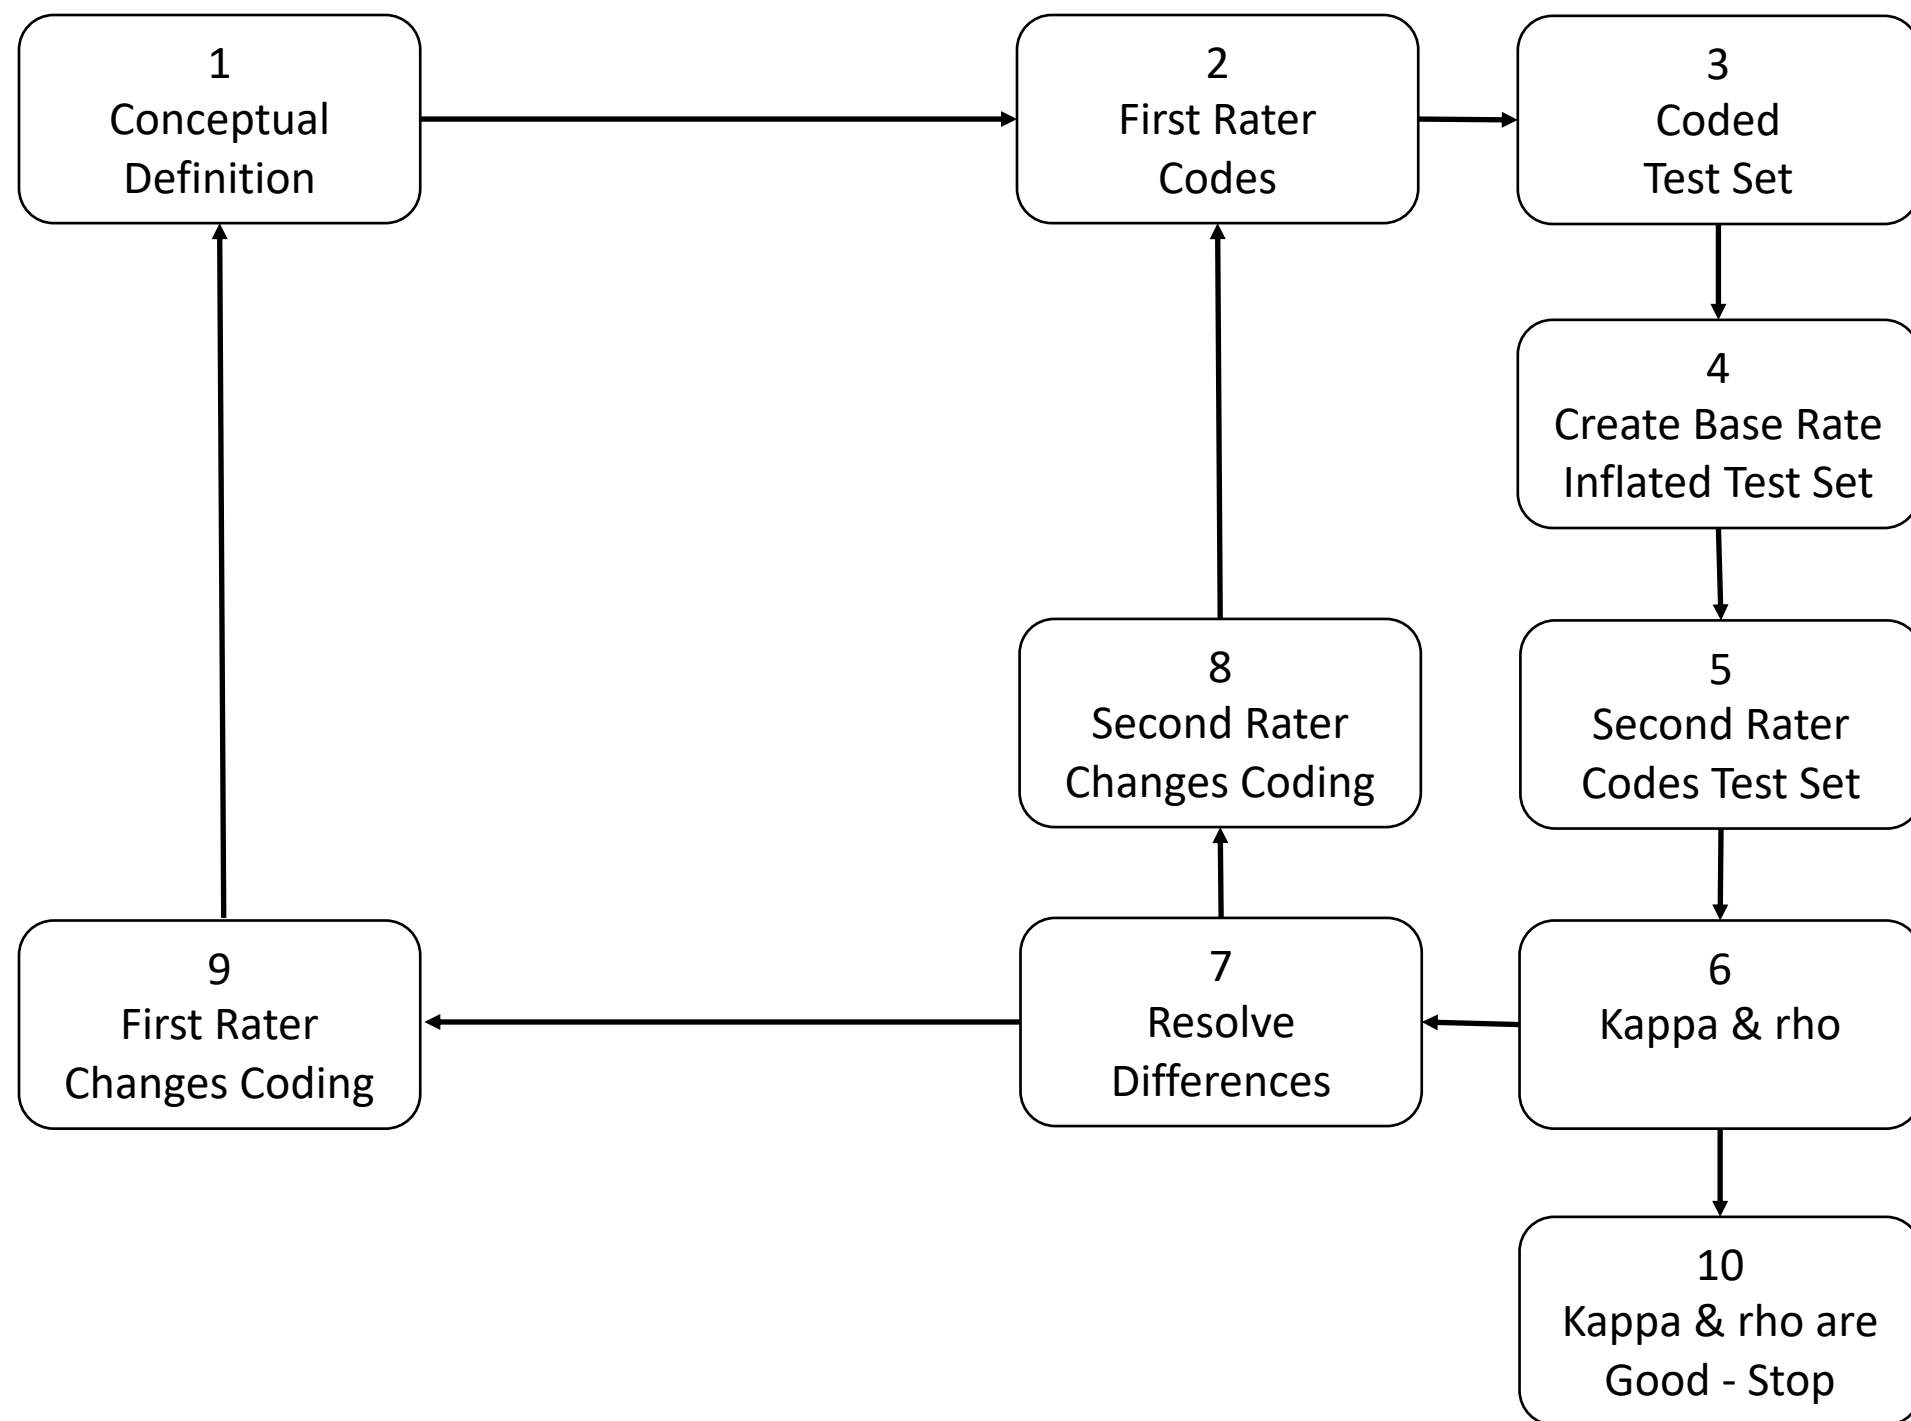 1
Conceptual
Definition
2
First Rater
Codes
3
Coded
Test Set
4
Create Base Rate
Inflated Test Set
5
Second Rater
Codes Test Set
6
Kappa & rho
7
Resolve
Differences
8
Second Rater
Changes Coding
9
First Rater
Changes Coding
10
Kappa & rho are
Good - Stop